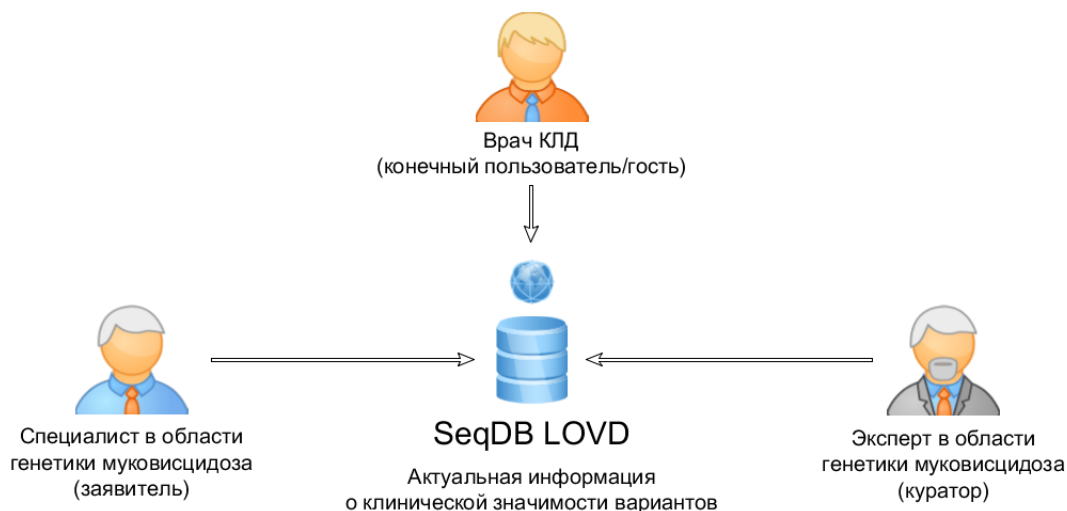 Врач КЛД
(конечный пользователь/гость)
Специалист в области
генетики муковисцидоза
(заявитель)
SeqDB LOVD
Актуальная информация
о клинической значимости вариантов
Эксперт в области
генетики муковисцидоза
(куратор)